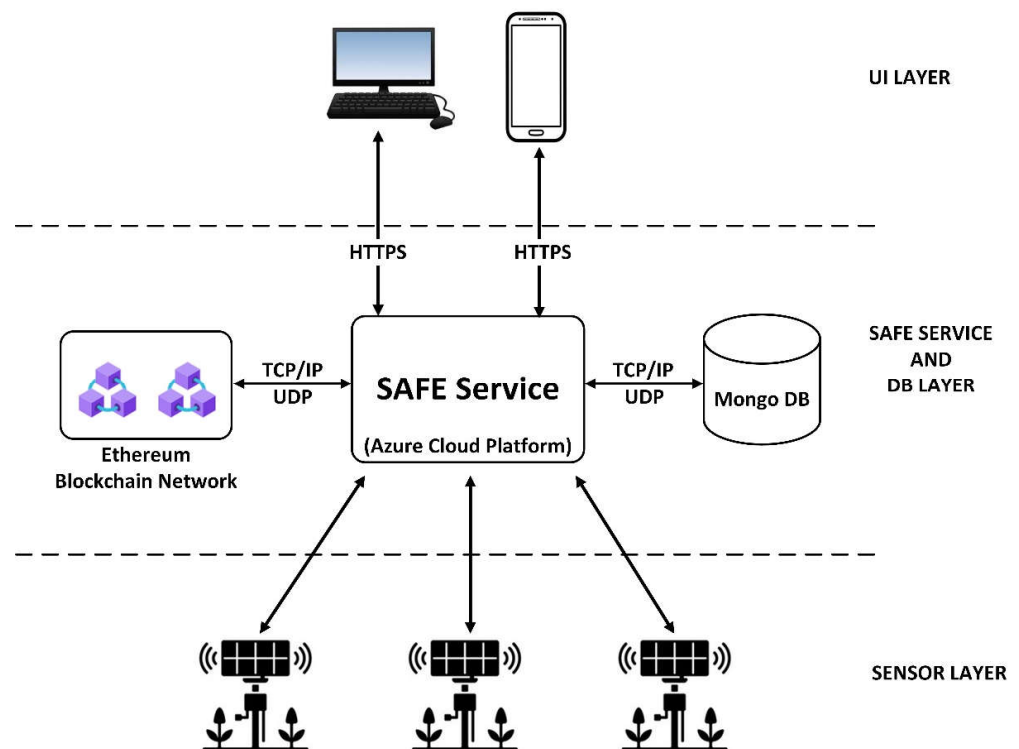 UI LAYER
HTTPS
HTTPS
SAFE SERVICE
AND
DB LAYER
TCP/IP
UDP
SAFE Service
(Azure Cloud Platform)
TCP/IP
UDP
Mongo DB
Ethereum
Blockchain Network
SENSOR LAYER